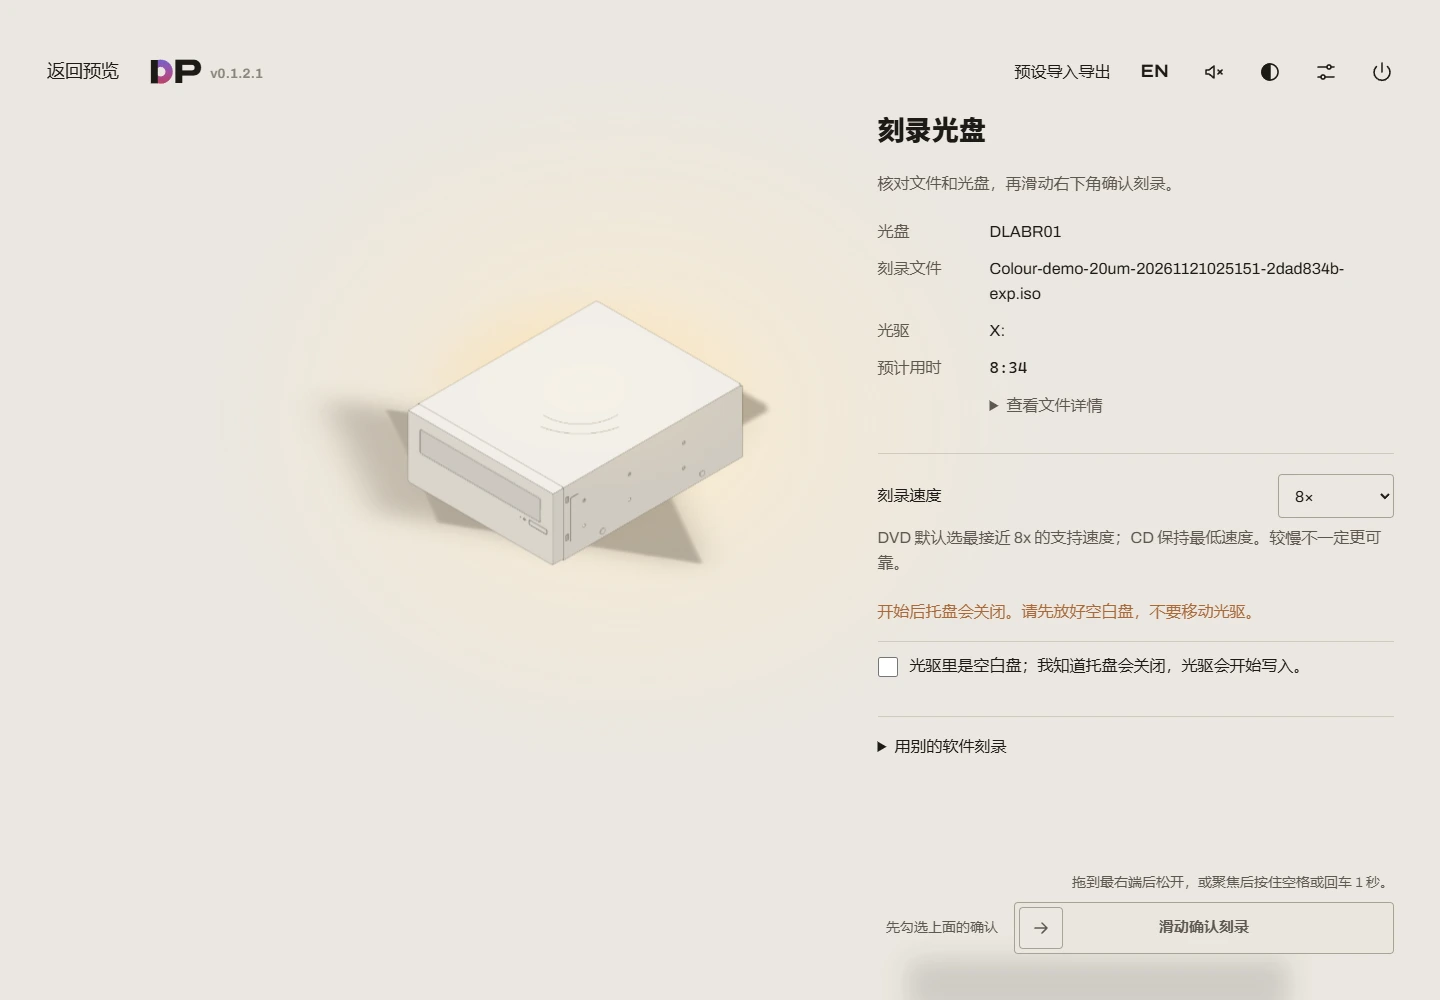 返回预览
DP v0.1.2.1
预设导入导出
EN
刻录光盘
核对文件和光盘，再滑动右下角确认刻录。
光盘 DLABR01
刻录文件 Colour-demo-20um-20261121025151-2dad834b-
exp.iso
光驱 X:
预计用时 8:34
查看文件详情
刻录速度 8×
DVD 默认选最接近 8x 的支持速度；CD 保持最低速度。较慢不一定更可
靠。
开始后托盘会关闭。请先放好空白盘，不要移动光驱。
光驱里是空白盘；我知道托盘会关闭，光驱会开始写入。
用别的软件刻录
拖到最右端后松开，或聚焦后按住空格或回车 1 秒。
先勾选上面的确认 滑动确认刻录